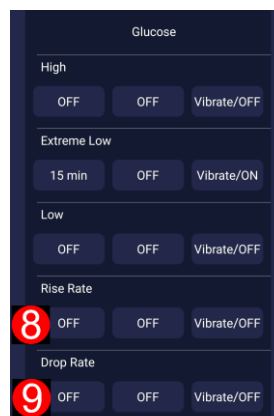 Glucose
High
OFF OFF Vibrate/OFF
Extreme Low
15 min OFF Vibrate/ON
Low
OFF OFF Vibrate/OFF
Rise Rate
8 OFF OFF Vibrate/OFF
Drop Rate
9 OFF OFF Vibrate/OFF